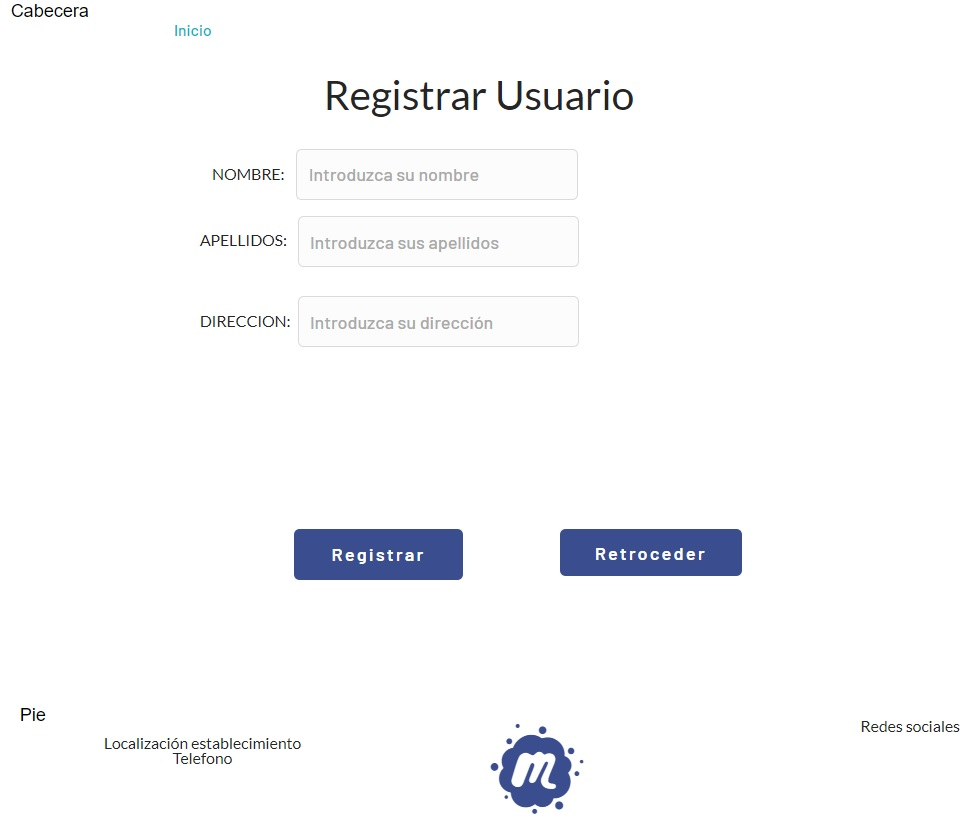 Cabecera
Inicio
Registrar Usuario
NOMBRE: Introduzca su nombre
APELLIDOS: Introduzca sus apellidos
DIRECCION: Introduzca su dirección
Registrar Retroceder
Pie
Redes sociales
Localización establecimiento
Telefono
m